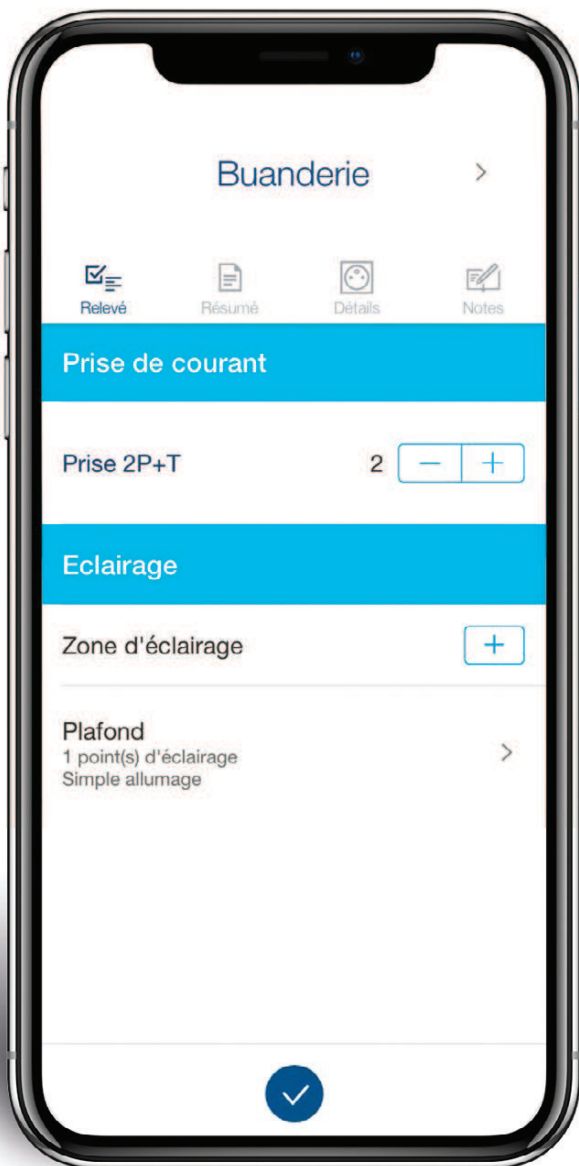 Buanderie
Relevé
Résumé
Détails
Notes
Prise de courant
Prise 2P+T
2
Eclairage
Zone d'éclairage
Plafond
1 point(s) d'éclairage
Simple allumage